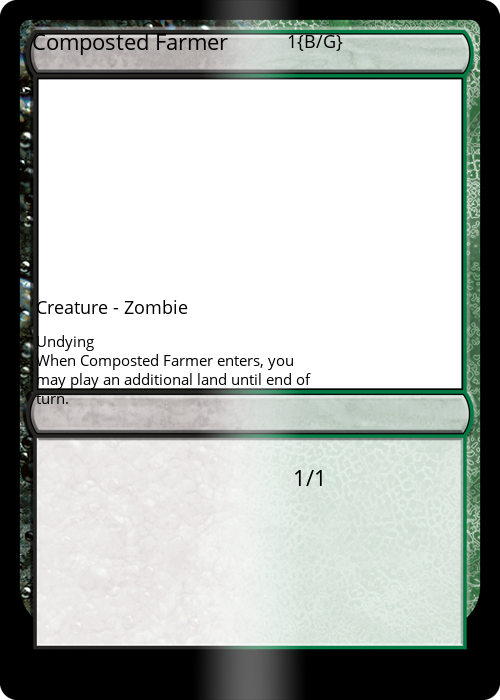 Composted Farmer 1{B/G}
Creature - Zombie
Undying
When Composted Farmer enters, you
may play an additional land until end of
turn.
1/1